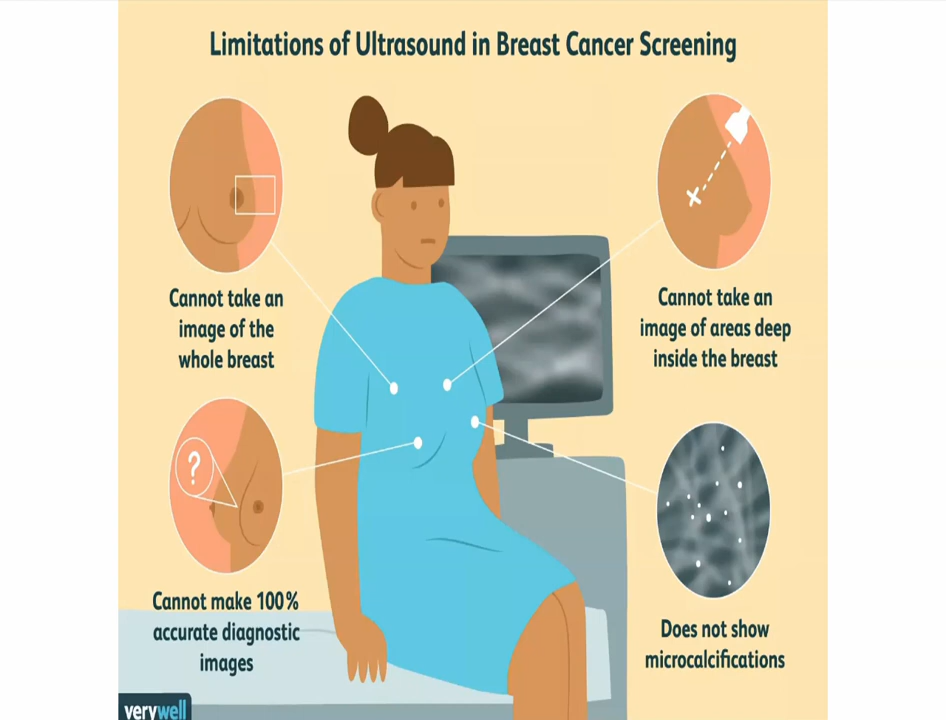 Limitations of Ultrasound in Breast Cancer Screening
Cannot take an
image of the
whole breast
Cannot take an
image of areas deep
inside the breast
?
Cannot make 100%
accurate diagnostic
images
Does not show
microcalcifications
verywell